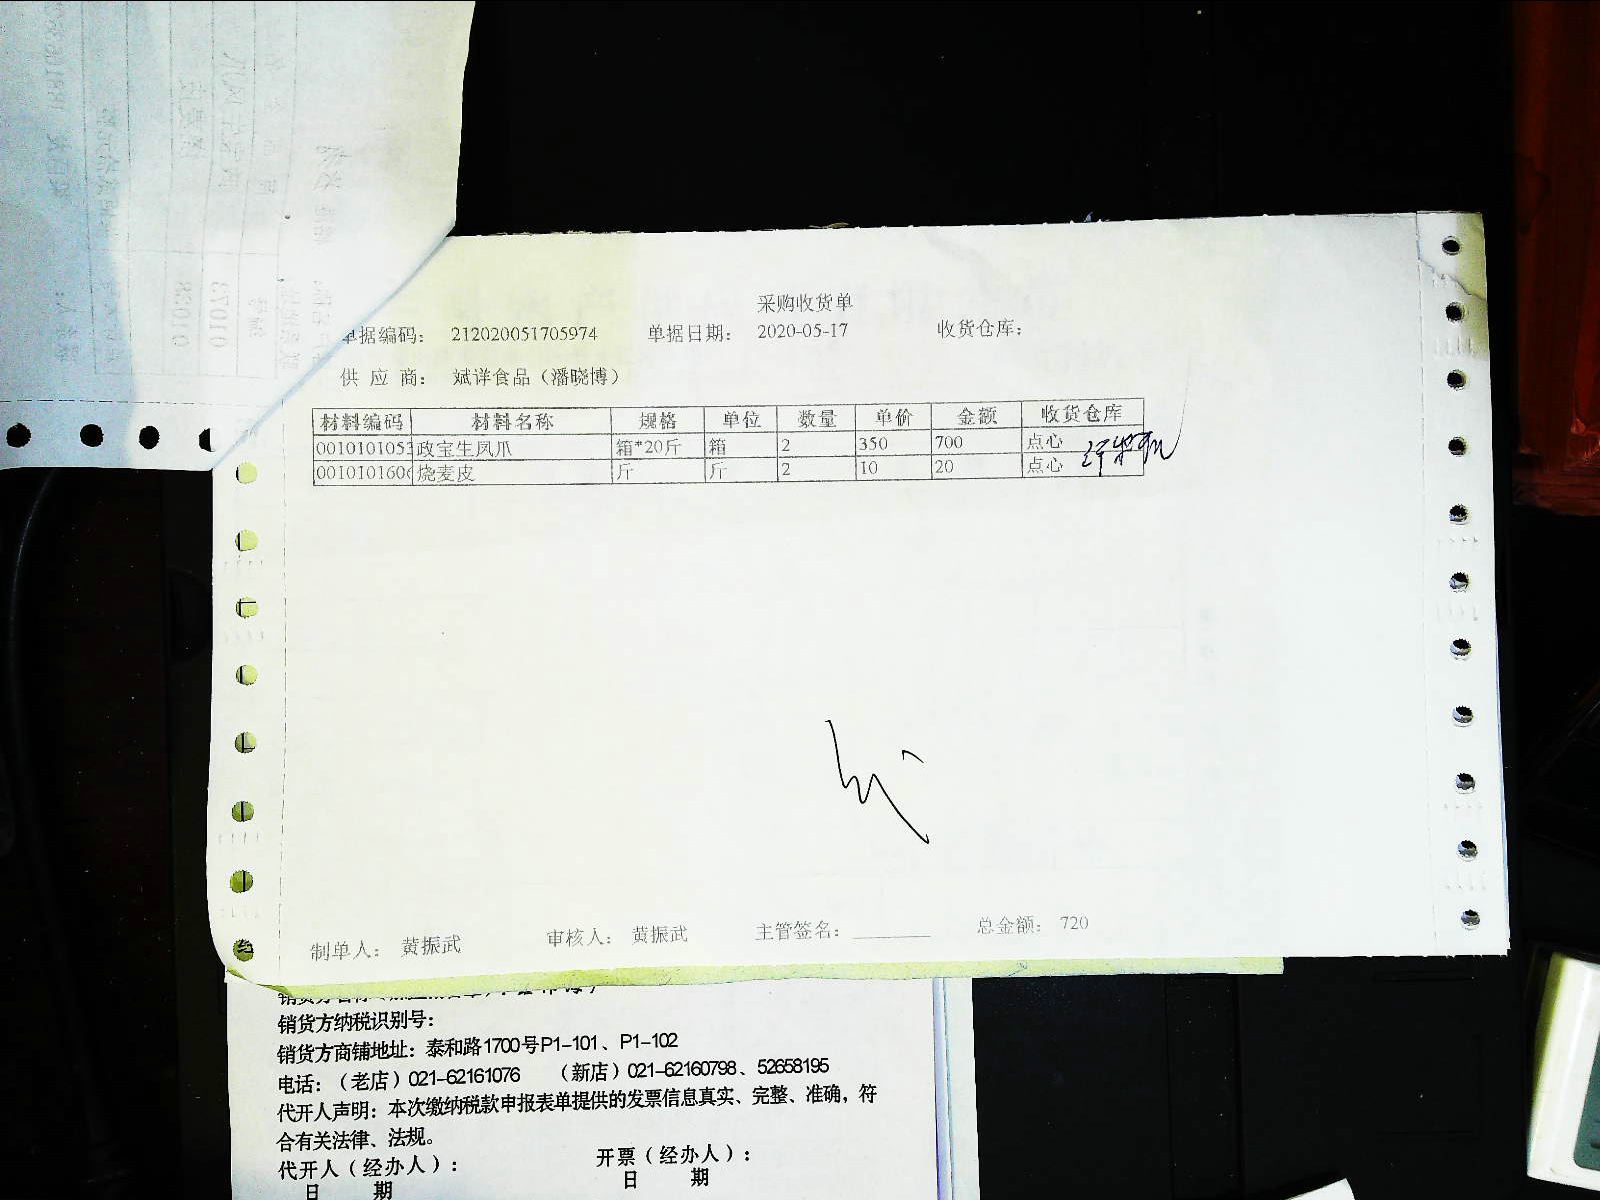 采购收货单
单据编码： 212020051705974 单据日期： 2020-05-17 收货仓库：
供 应 商： 斌详食品（潘晓博）
材料编码 材料名称 规格 单位 数量 单价 金额 收货仓库
0010101053 政宝生凤爪 箱*20斤 箱 2 350 700 点心
001010160 烧麦皮 斤 斤 2 10 20 点心
制单人： 黄振武 审核人： 黄振武 主管签名： 总金额： 720
销货方纳税识别号：
销货方商铺地址：泰和路1700号P1-101、P1-102
电话：（老店）021-62161076 （新店）021-62160798、52658195
代开人声明：本次缴纳税款申报表单提供的发票信息真实、完整、准确，符
合有关法律、法规。
代开人（经办人）： 开票（经办人）：
日 期 日 期
01073
01038